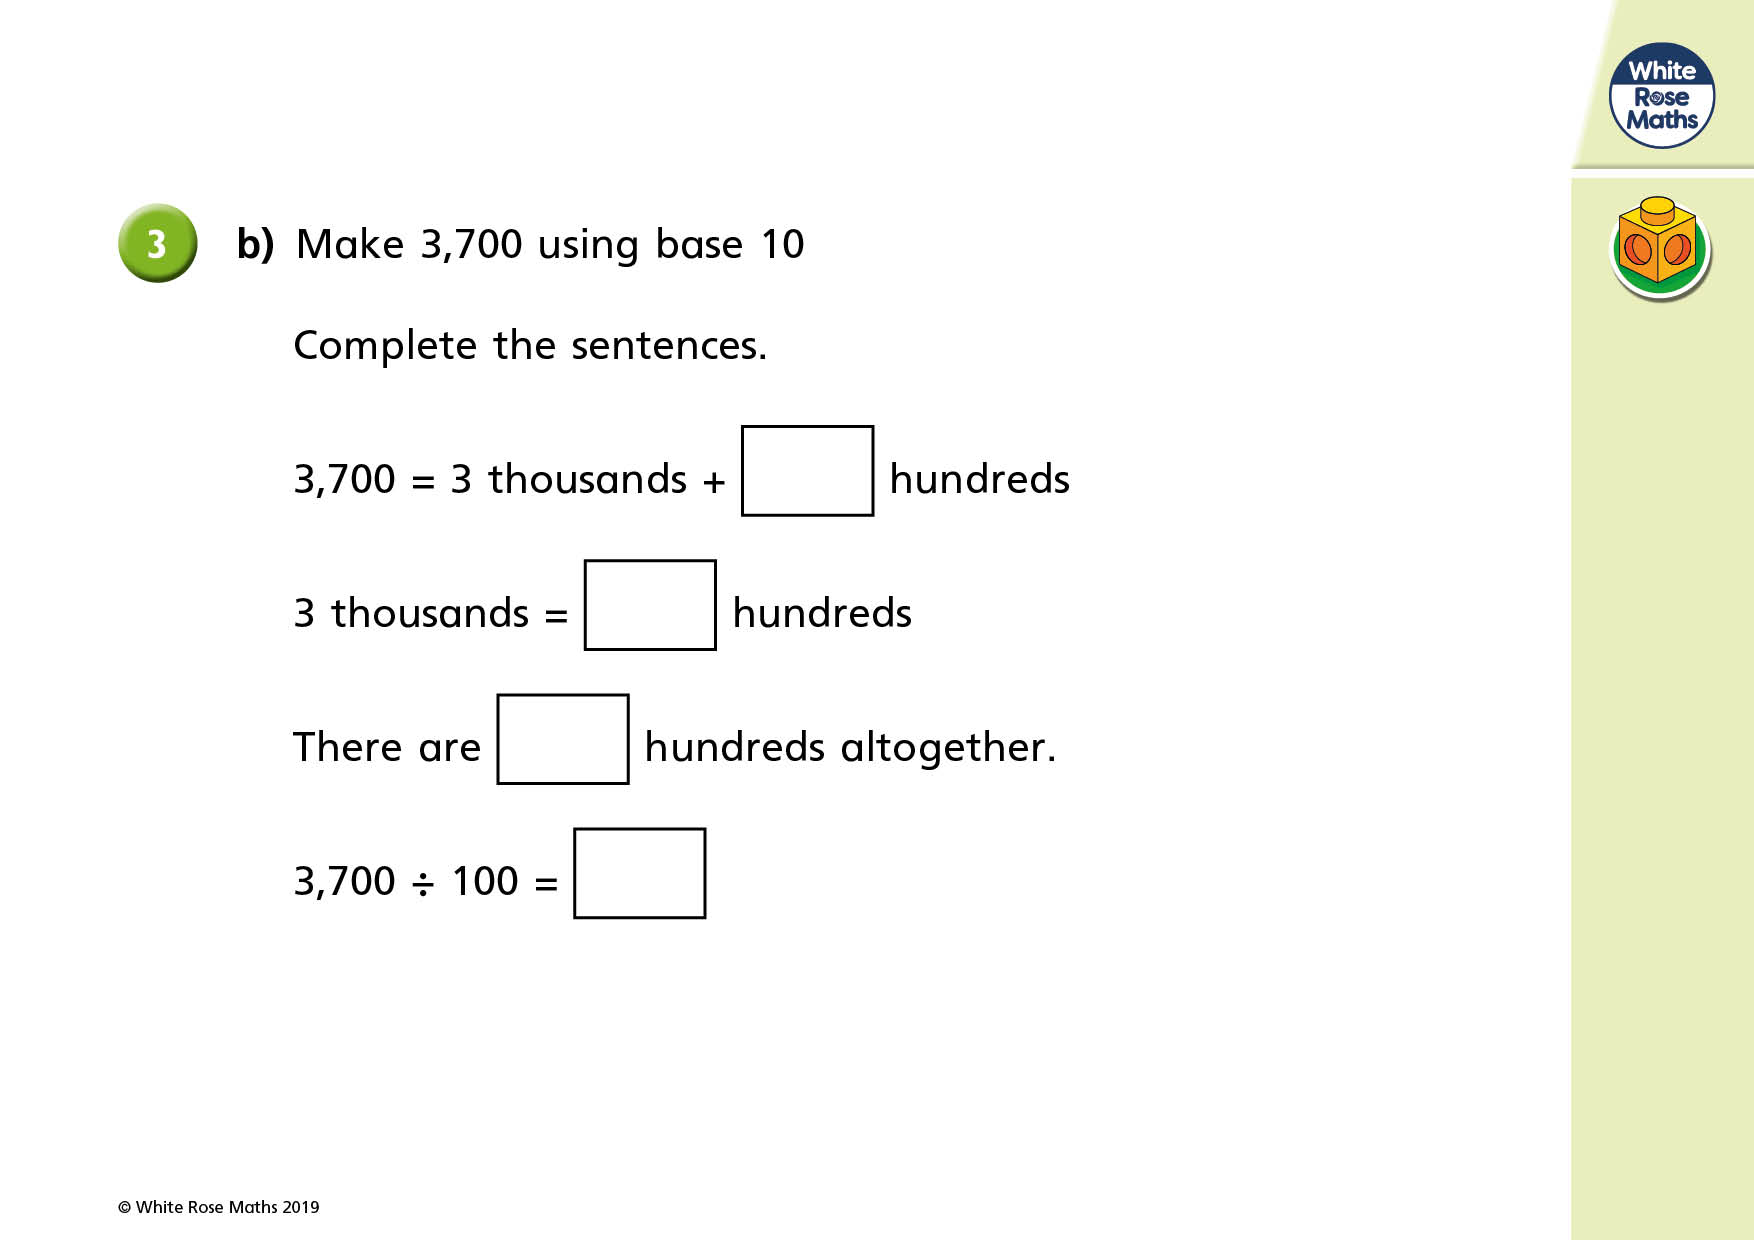 White
Rose
Maths
3 b) Make 3,700 using base 10
Complete the sentences.
3,700 = 3 thousands + hundreds
3 thousands = hundreds
There are hundreds altogether.
3,700 ÷ 100 =
© White Rose Maths 2019